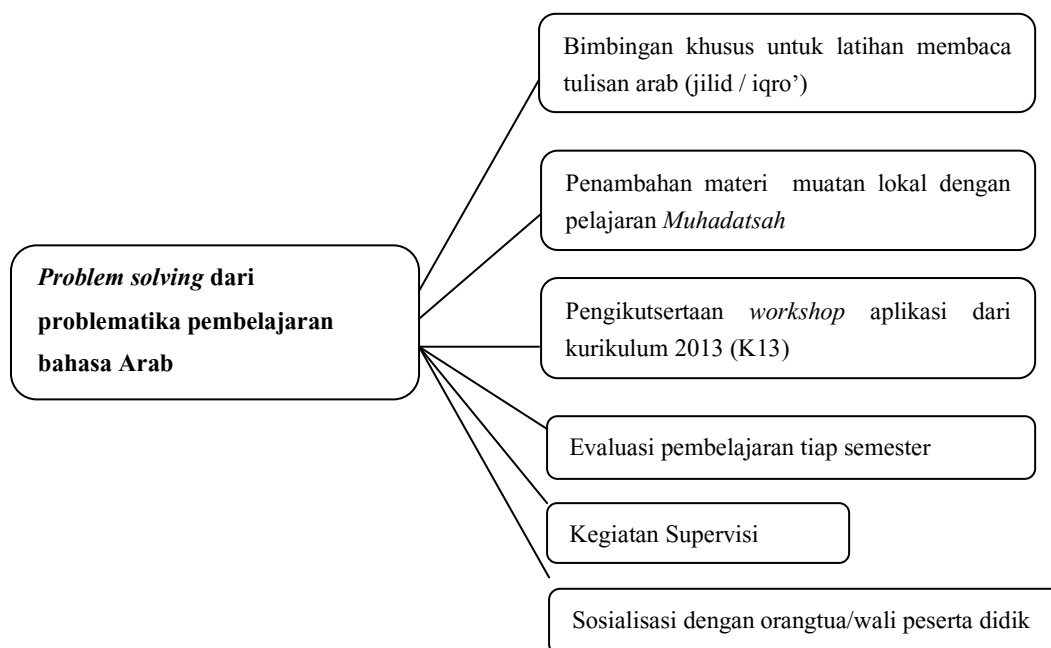 Bimbingan khusus untuk latihan membaca
tulisan arab (jilid / iqro’)
Penambahan materi muatan lokal dengan
pelajaran Muhadatsah
Problem solving dari
problematika pembelajaran
bahasa Arab
Pengikutsertaan workshop aplikasi dari
kurikulum 2013 (K13)
Evaluasi pembelajaran tiap semester
Kegiatan Supervisi
Sosialisasi dengan orangtua/wali peserta didik